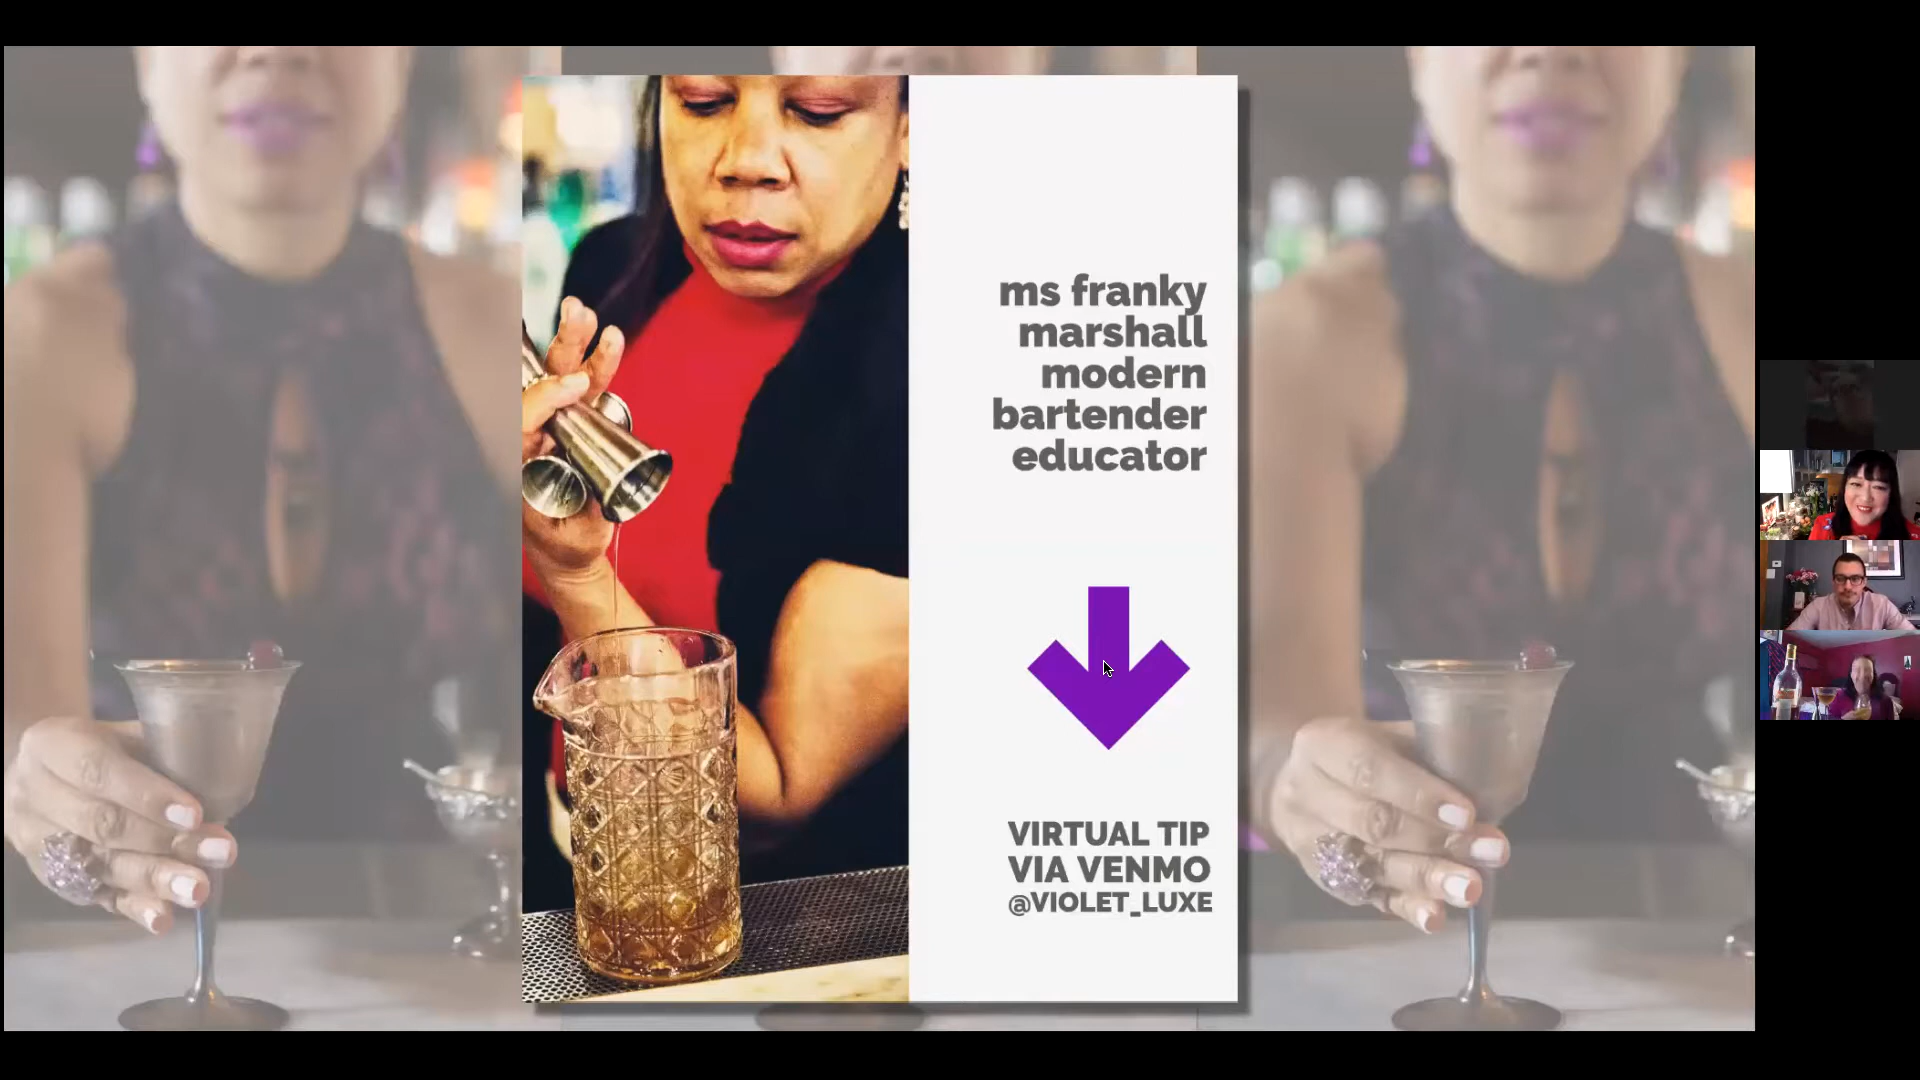 ms franky
marshall
modern
bartender
educator
VIRTUAL TIP
VIA VENMO
@VIOLET_LUXE